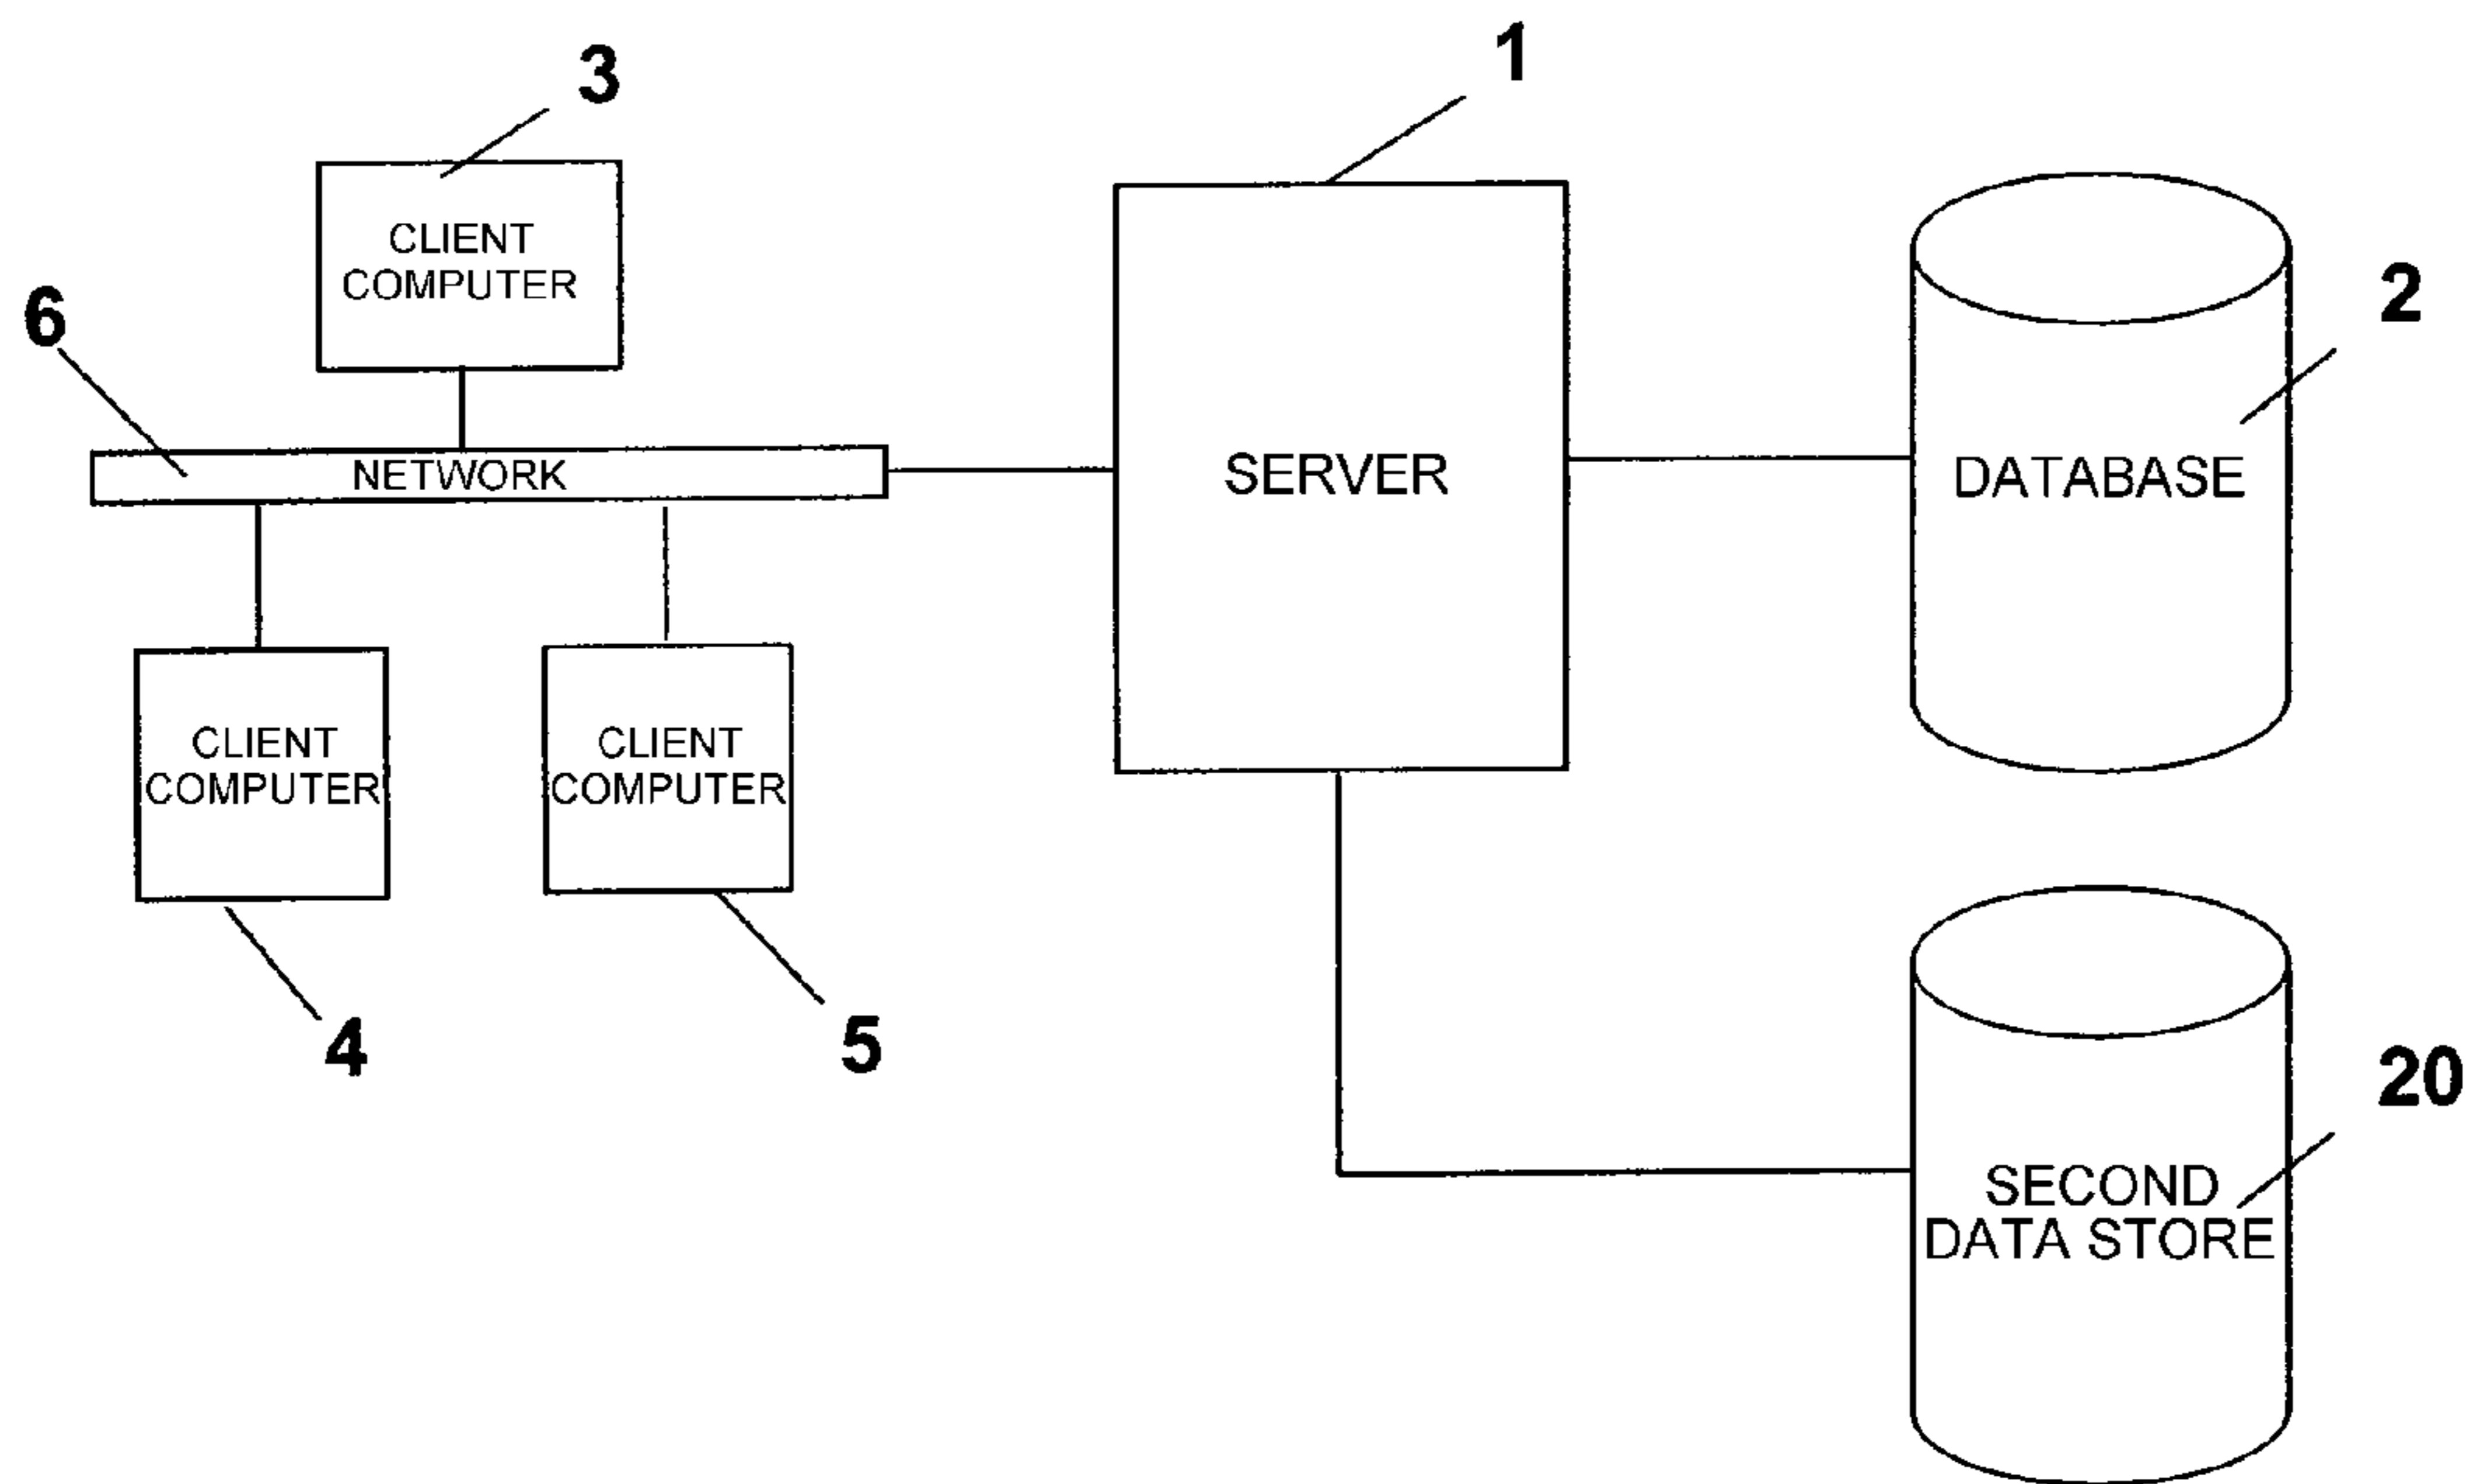 1
3
CLIENT
COMPUTER
2
6
NETWORK
SERVER
DATABASE
CLIENT
COMPUTER
CLIENT
COMPUTER
4
5
20
SECOND
DATA STORE